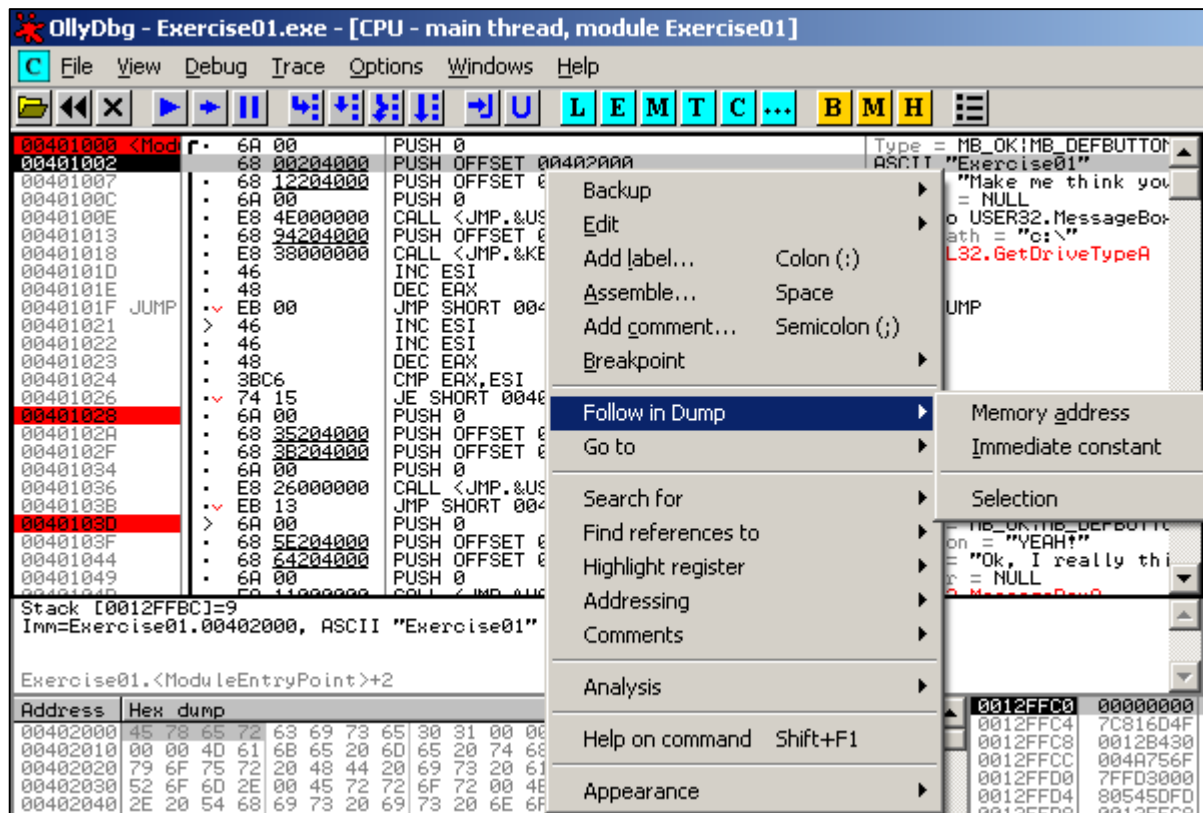 OllyDbg - Exercise01.exe - [CPU - main thread, module Exercise01]
C File View Debug Trace Options Windows Help
L E M T C ... B M H
00401000 <Mod 6A 00 PUSH 0 Type = MB_OK|MB_DEFBUTTON
00401002 68 00204000 PUSH OFFSET 00402000 ASCII "Exercise01"
00401007 68 12204000 PUSH OFFSET 0 "Make me think you
0040100C 6A 00 PUSH 0 = NULL
0040100E E8 4E000000 CALL <JMP.&US o USER32.MessageBox
00401013 68 94204000 PUSH OFFSET 0 ath = "c:\"
00401018 E8 38000000 CALL <JMP.&KE L32.GetDriveTypeA
0040101D 46 INC ESI
0040101E 48 DEC EAX
0040101F JUMP EB 00 JMP SHORT 004 UMP
00401021 > 46 INC ESI
00401022 46 INC ESI
00401023 48 DEC EAX
00401024 3BC6 CMP EAX,ESI
00401026 74 15 JE SHORT 0040
00401028 6A 00 PUSH 0
0040102A 68 35204000 PUSH OFFSET 0
0040102F 68 3B204000 PUSH OFFSET 0
00401034 6A 00 PUSH 0
00401036 E8 26000000 CALL <JMP.&US
0040103B EB 13 JMP SHORT 004
0040103D > 6A 00 PUSH 0 = MB_OK|MB_DEFBUTTO
0040103F 68 5E204000 PUSH OFFSET 0 on = "YEAH!"
00401044 68 64204000 PUSH OFFSET 0 = "Ok, I really thi
00401049 6A 00 PUSH 0 r = NULL
Backup
Edit
Add label... Colon (:)
Assemble... Space
Add comment... Semicolon (;)
Breakpoint
Follow in Dump
Go to
Search for
Find references to
Highlight register
Addressing
Comments
Analysis
Help on command Shift+F1
Appearance
Memory address
Immediate constant
Selection
Stack [0012FFBC]=9
Imm=Exercise01.00402000, ASCII "Exercise01"
Exercise01.<ModuleEntryPoint>+2
Address Hex dump
00402000 45 78 65 72 63 69 73 65 30 31 00 00
00402010 00 00 4D 61 6B 65 20 6D 65 20 74 68
00402020 79 6F 75 72 20 48 44 20 69 73 20 61
00402030 52 6F 6D 2E 00 45 72 72 6F 72 00 4E
00402040 2E 20 54 68 69 73 20 69 73 20 6E 6F
0012FFC0 00000000
0012FFC4 7C816D4F
0012FFC8 0012B430
0012FFCC 004A756F
0012FFD0 7FFD3000
0012FFD4 80545DFD